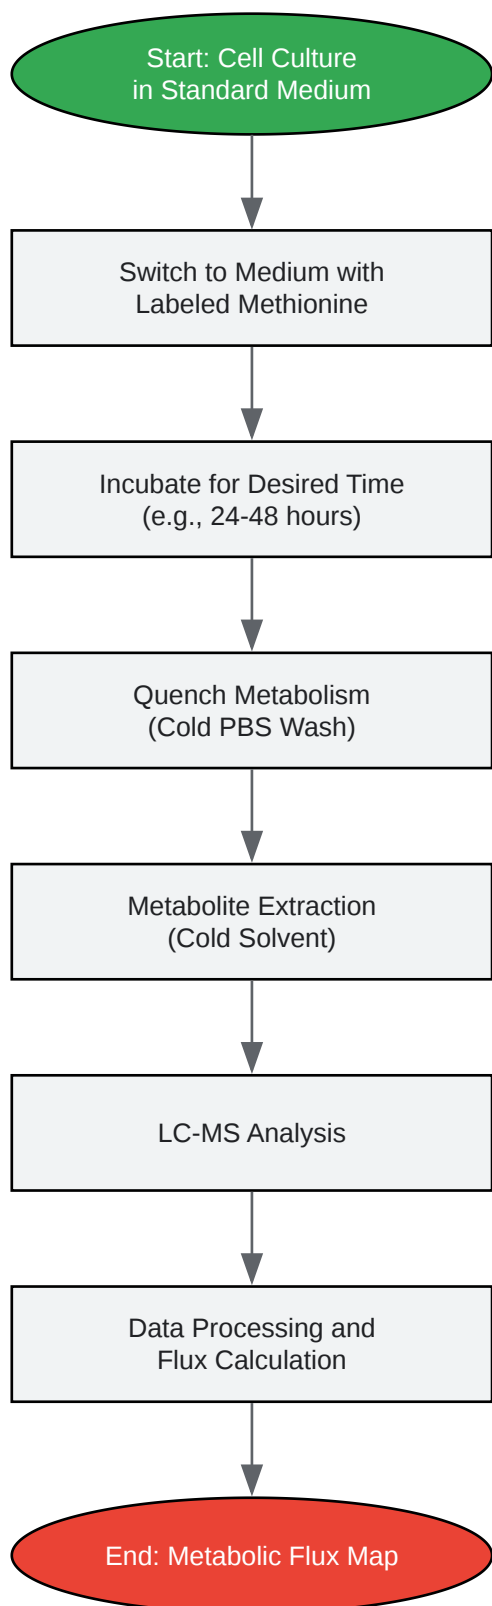 Start: Cell Culture
in Standard Medium
Switch to Medium with
Labeled Methionine
Incubate for Desired Time
(e.g., 24-48 hours)
Quench Metabolism
(Cold PBS Wash)
Metabolite Extraction
(Cold Solvent)
LC-MS Analysis
Data Processing and
Flux Calculation
End: Metabolic Flux Map